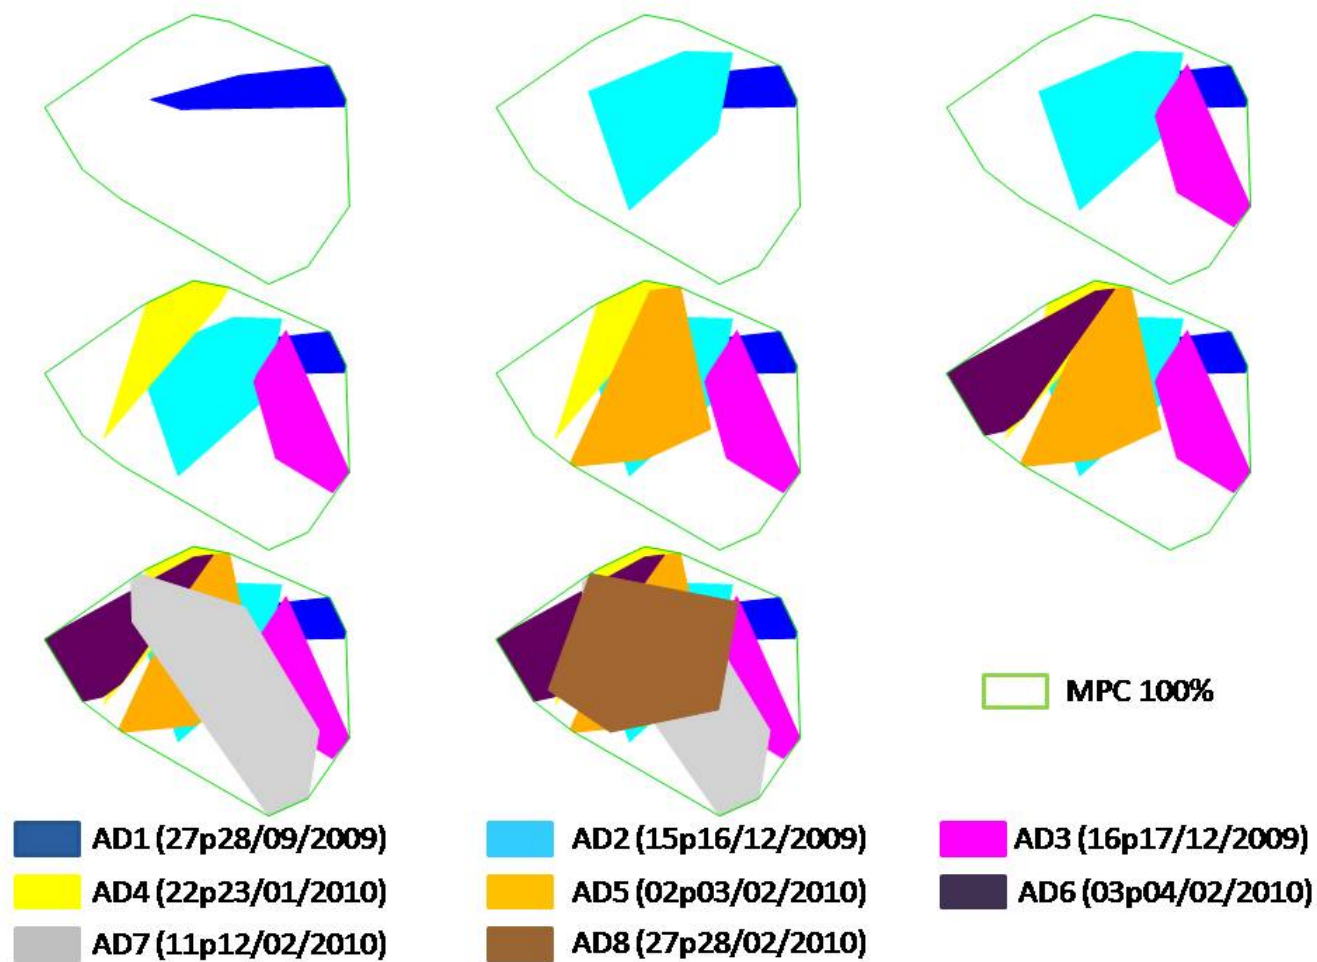 MPC 100%
AD1 (27p28/09/2009)
AD2 (15p16/12/2009)
AD3 (16p17/12/2009)
AD4 (22p23/01/2010)
AD5 (02p03/02/2010)
AD6 (03p04/02/2010)
AD7 (11p12/02/2010)
AD8 (27p28/02/2010)